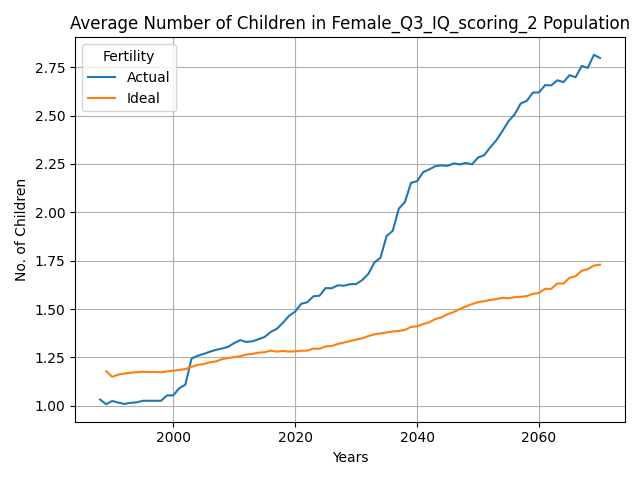 Average Number of Children in Female_Q3_IQ_scoring_2 Population
Fertility
Actual
Ideal
2.75
2.50
2.25
2.00
1.75
1.50
1.25
1.00
No. of Children
2000
2020
2040
2060
Years